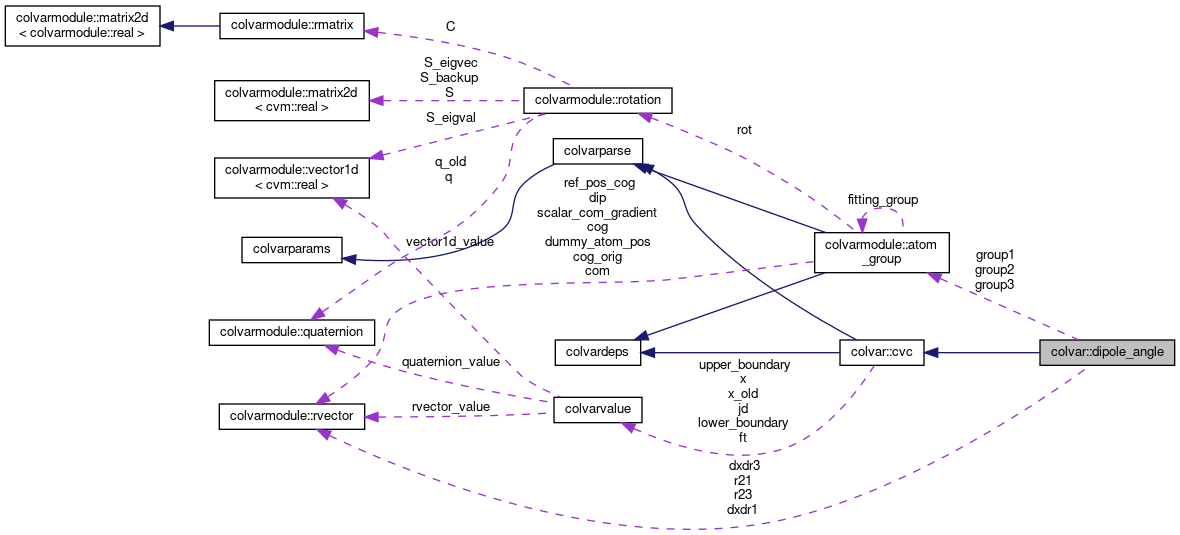 colvarmodule::matrix2d
< colvarmodule::real >
colvarmodule::rmatrix
C
S_eigvec
S_backup
S
colvarmodule::matrix2d
< cvm::real >
colvarmodule::rotation
S_eigval
rot
colvarparse
q_old
q
colvarmodule::vector1d
< cvm::real >
ref_pos_cog
dip
scalar_com_gradient
cog
dummy_atom_pos
cog_orig
com
fitting_group
colvarmodule::atom
_group
vector1d_value
colvarparams
group1
group2
group3
colvarmodule::quaternion
colvardeps
colvar::cvc
colvar::dipole_angle
quaternion_value
upper_boundary
x
x_old
jd
lower_boundary
ft
colvarmodule::rvector
rvector_value
colvarvalue
dxdr3
r21
r23
dxdr1